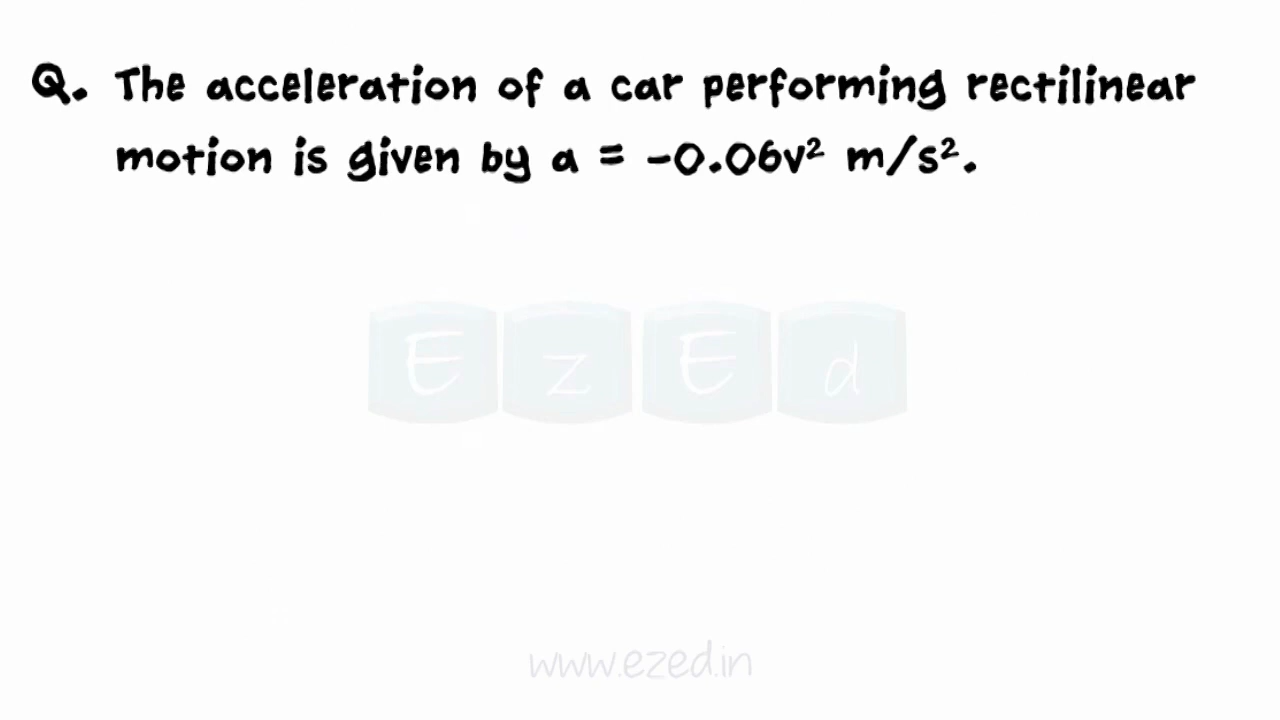 Q. The acceleration of a car performing rectilinear
motion is given by a = -0.06v² m/s².
EzEd
www.ezed.in